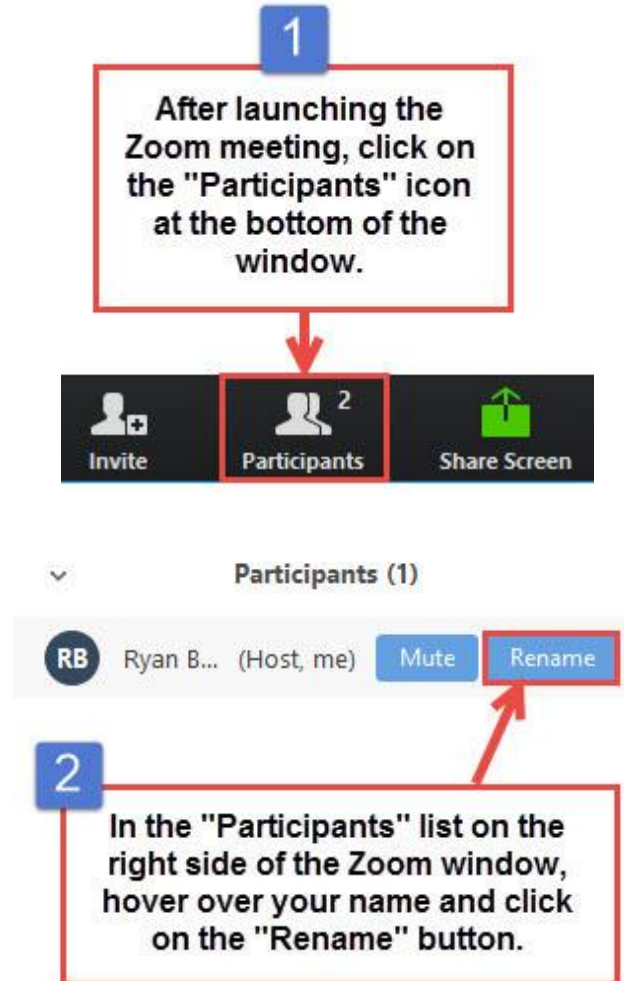 1
After launching the
Zoom meeting, click on
the "Participants" icon
at the bottom of the
window.
2
Invite
Participants
Share Screen
Participants (1)
RB
Ryan B...
(Host, me)
Mute
Rename
2
In the "Participants" list on the
right side of the Zoom window,
hover over your name and click
on the "Rename" button.